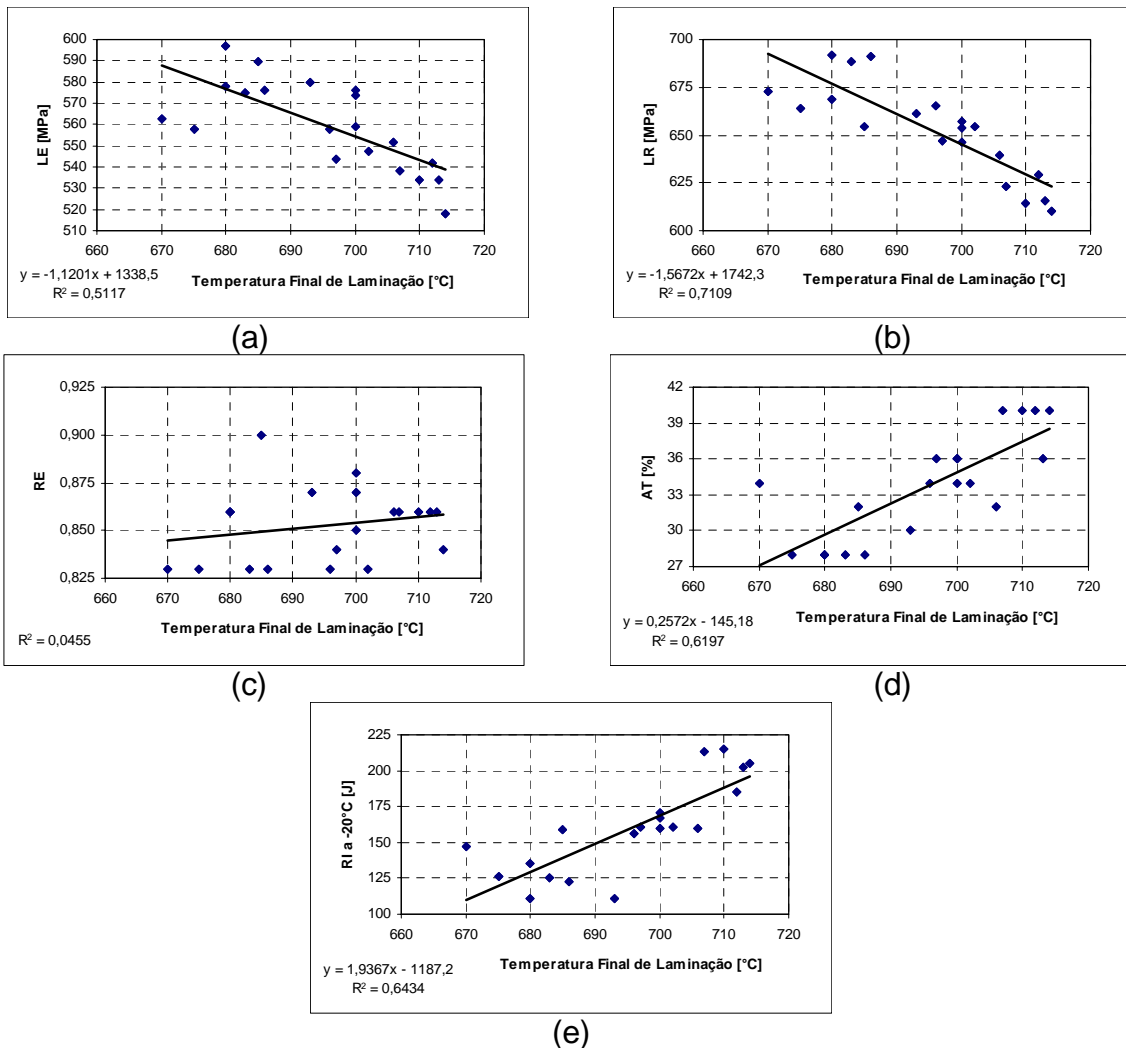 600
590
580
570
560
550
540
530
520
510
LE [MPa]
660 670 680 690 700 710 720
y = -1,1201x + 1338,5
R² = 0,5117
Temperatura Final de Laminação [°C]
(a)
700
675
650
625
600
LR [MPa]
660 670 680 690 700 710 720
y = -1,5672x + 1742,3
R² = 0,7109
Temperatura Final de Laminação [°C]
(b)
0,925
0,900
0,875
0,850
0,825
RE
660 670 680 690 700 710 720
Temperatura Final de Laminação [°C]
R² = 0,0455
(c)
42
39
36
33
30
27
AT [%]
660 670 680 690 700 710 720
y = 0,2572x - 145,18
R² = 0,6197
Temperatura Final de Laminação [°C]
(d)
225
200
175
150
125
100
RI a -20°C [J]
660 670 680 690 700 710 720
y = 1,9367x - 1187,2
R² = 0,6434
Temperatura Final de Laminação [°C]
(e)